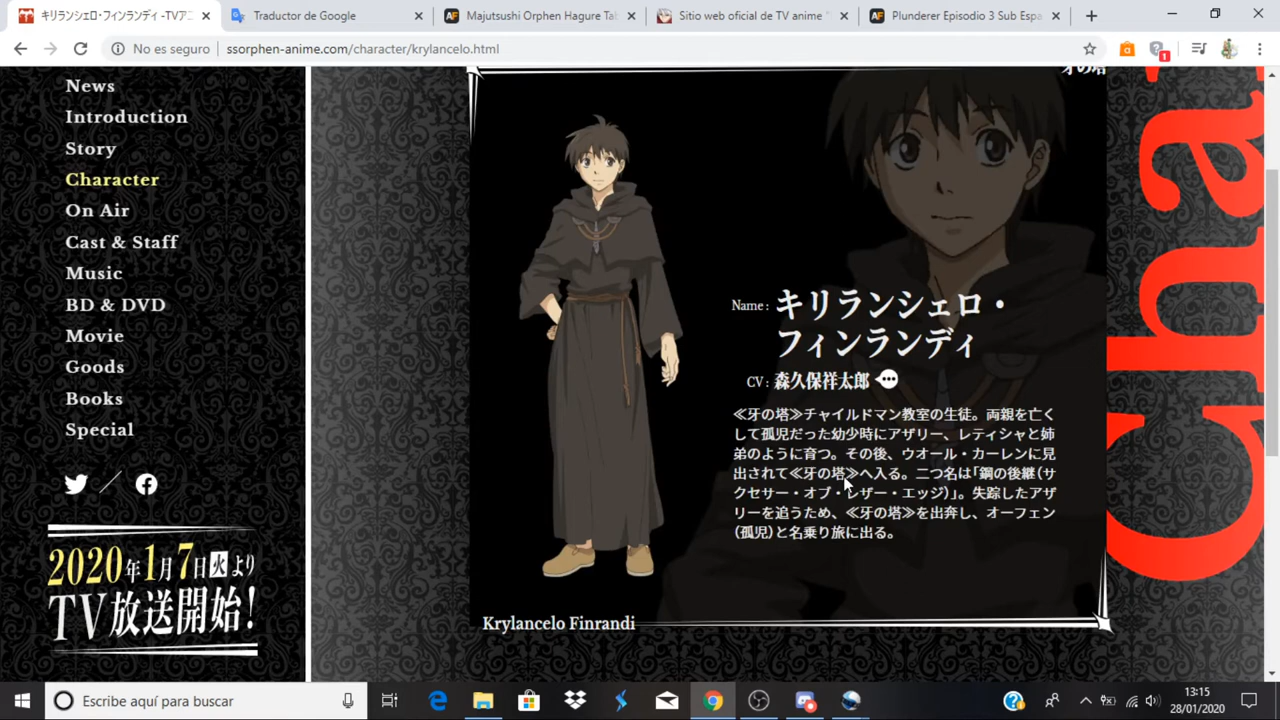 キリランシェロ・フィンランディ -TVア
Traductor de Google
Majutsushi Orphen Hagure Tab
Sitio web oficial de TV anime "
Plunderer Episodio 3 Sub Espa
No es seguro
ssorphen-anime.com/character/krylancelo.html
1
News
Introduction
Story
Character
On Air
Cast & Staff
Music
BD & DVD
Movie
Goods
Books
Special
2020年1月7日火より
TV放送開始!
牙の塔
Name :
キリランシェロ・
フィンランディ
CV : 森久保祥太郎
≪牙の塔≫チャイルドマン教室の生徒。両親を亡く
して孤児だった幼少時にアザリー、レティシャと姉
弟のように育つ。その後、ウオール・カーレンに見
出されて≪牙の塔≫へ入る。二つ名は「鋼の後継(サ
クセサー・オブ・レザー・エッジ)」。失踪したアザ
リーを追うため、≪牙の塔≫を出奔し、オーフェン
(孤児)と名乗り旅に出る。
Krylancelo Finrandi
Cha
Escribe aquí para buscar
13:15
28/01/2020